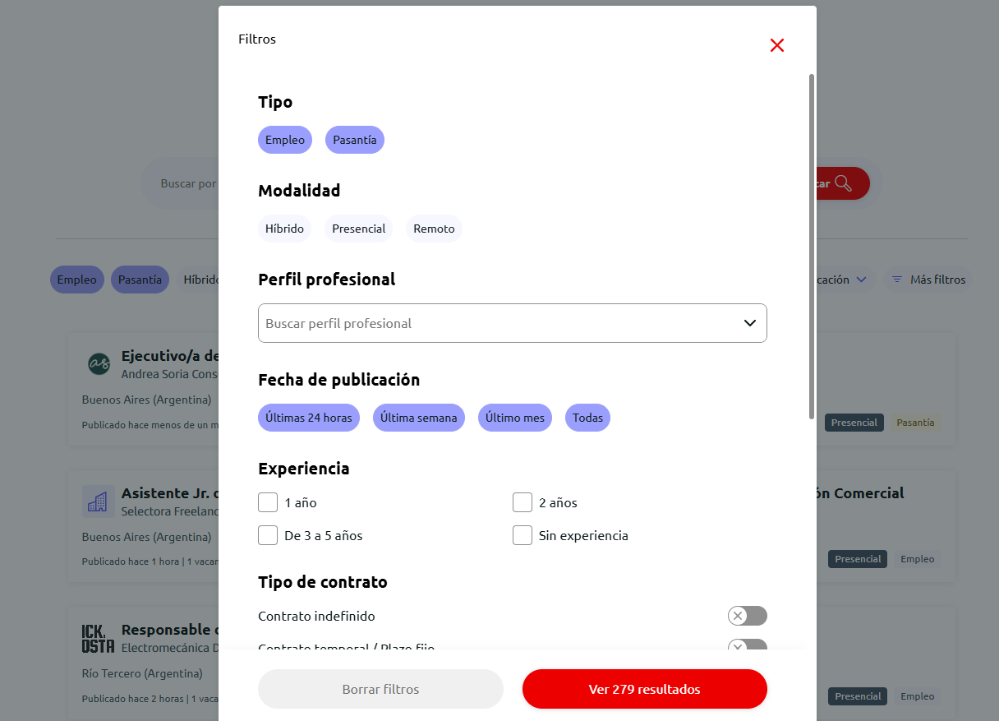 Filtros
Tipo
Empleo Pasantía
Modalidad
Híbrido Presencial Remoto
Perfil profesional
Buscar perfil profesional
Fecha de publicación
Últimas 24 horas Última semana Último mes Todas
Experiencia
1 año 2 años
De 3 a 5 años Sin experiencia
Tipo de contrato
Contrato indefinido
Contrato temporal / Plazo fijo
Borrar filtros Ver 279 resultados
Buscar por
Empleo Pasantía Más filtros
Ejecutivo/a de
Andrea Soria Cons
Buenos Aires (Argentina)
Publicado hace menos de un m
Presencial Pasantía
as
Asistente Jr.
Selectora Freelanc
Buenos Aires (Argentina)
Publicado hace 1 hora | 1 vacan
Comercial
Presencial Empleo
ICK.
DSTA
Responsable
Electromecánica
Río Tercero (Argentina)
Publicado hace 2 horas | 1 vaca
Presencial Empleo